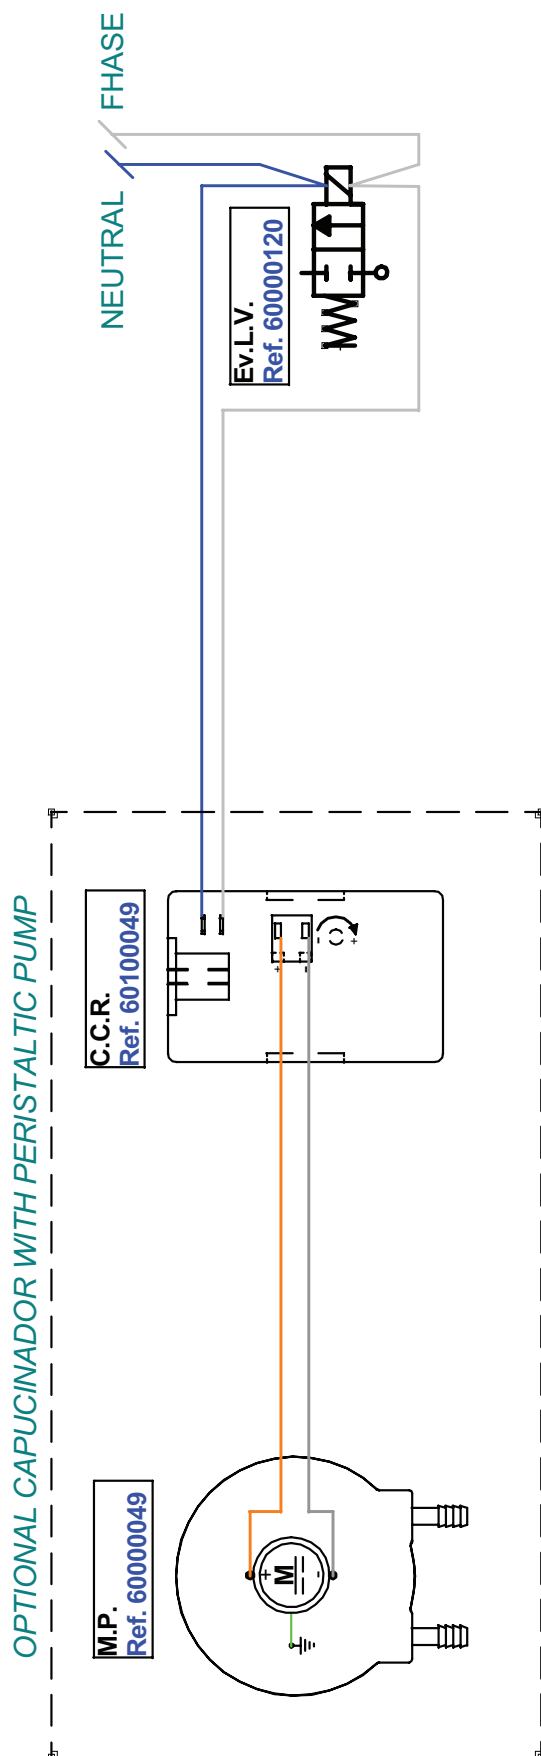 OPTIONAL CAPUCINADOR WITH PERISTALTIC PUMP
M.P.
Ref. 60000049
C.C.R.
Ref. 60100049
Ev.L.V.
Ref. 60000120
NEUTRAL
FHASE
+
M
-
+
-
-
+